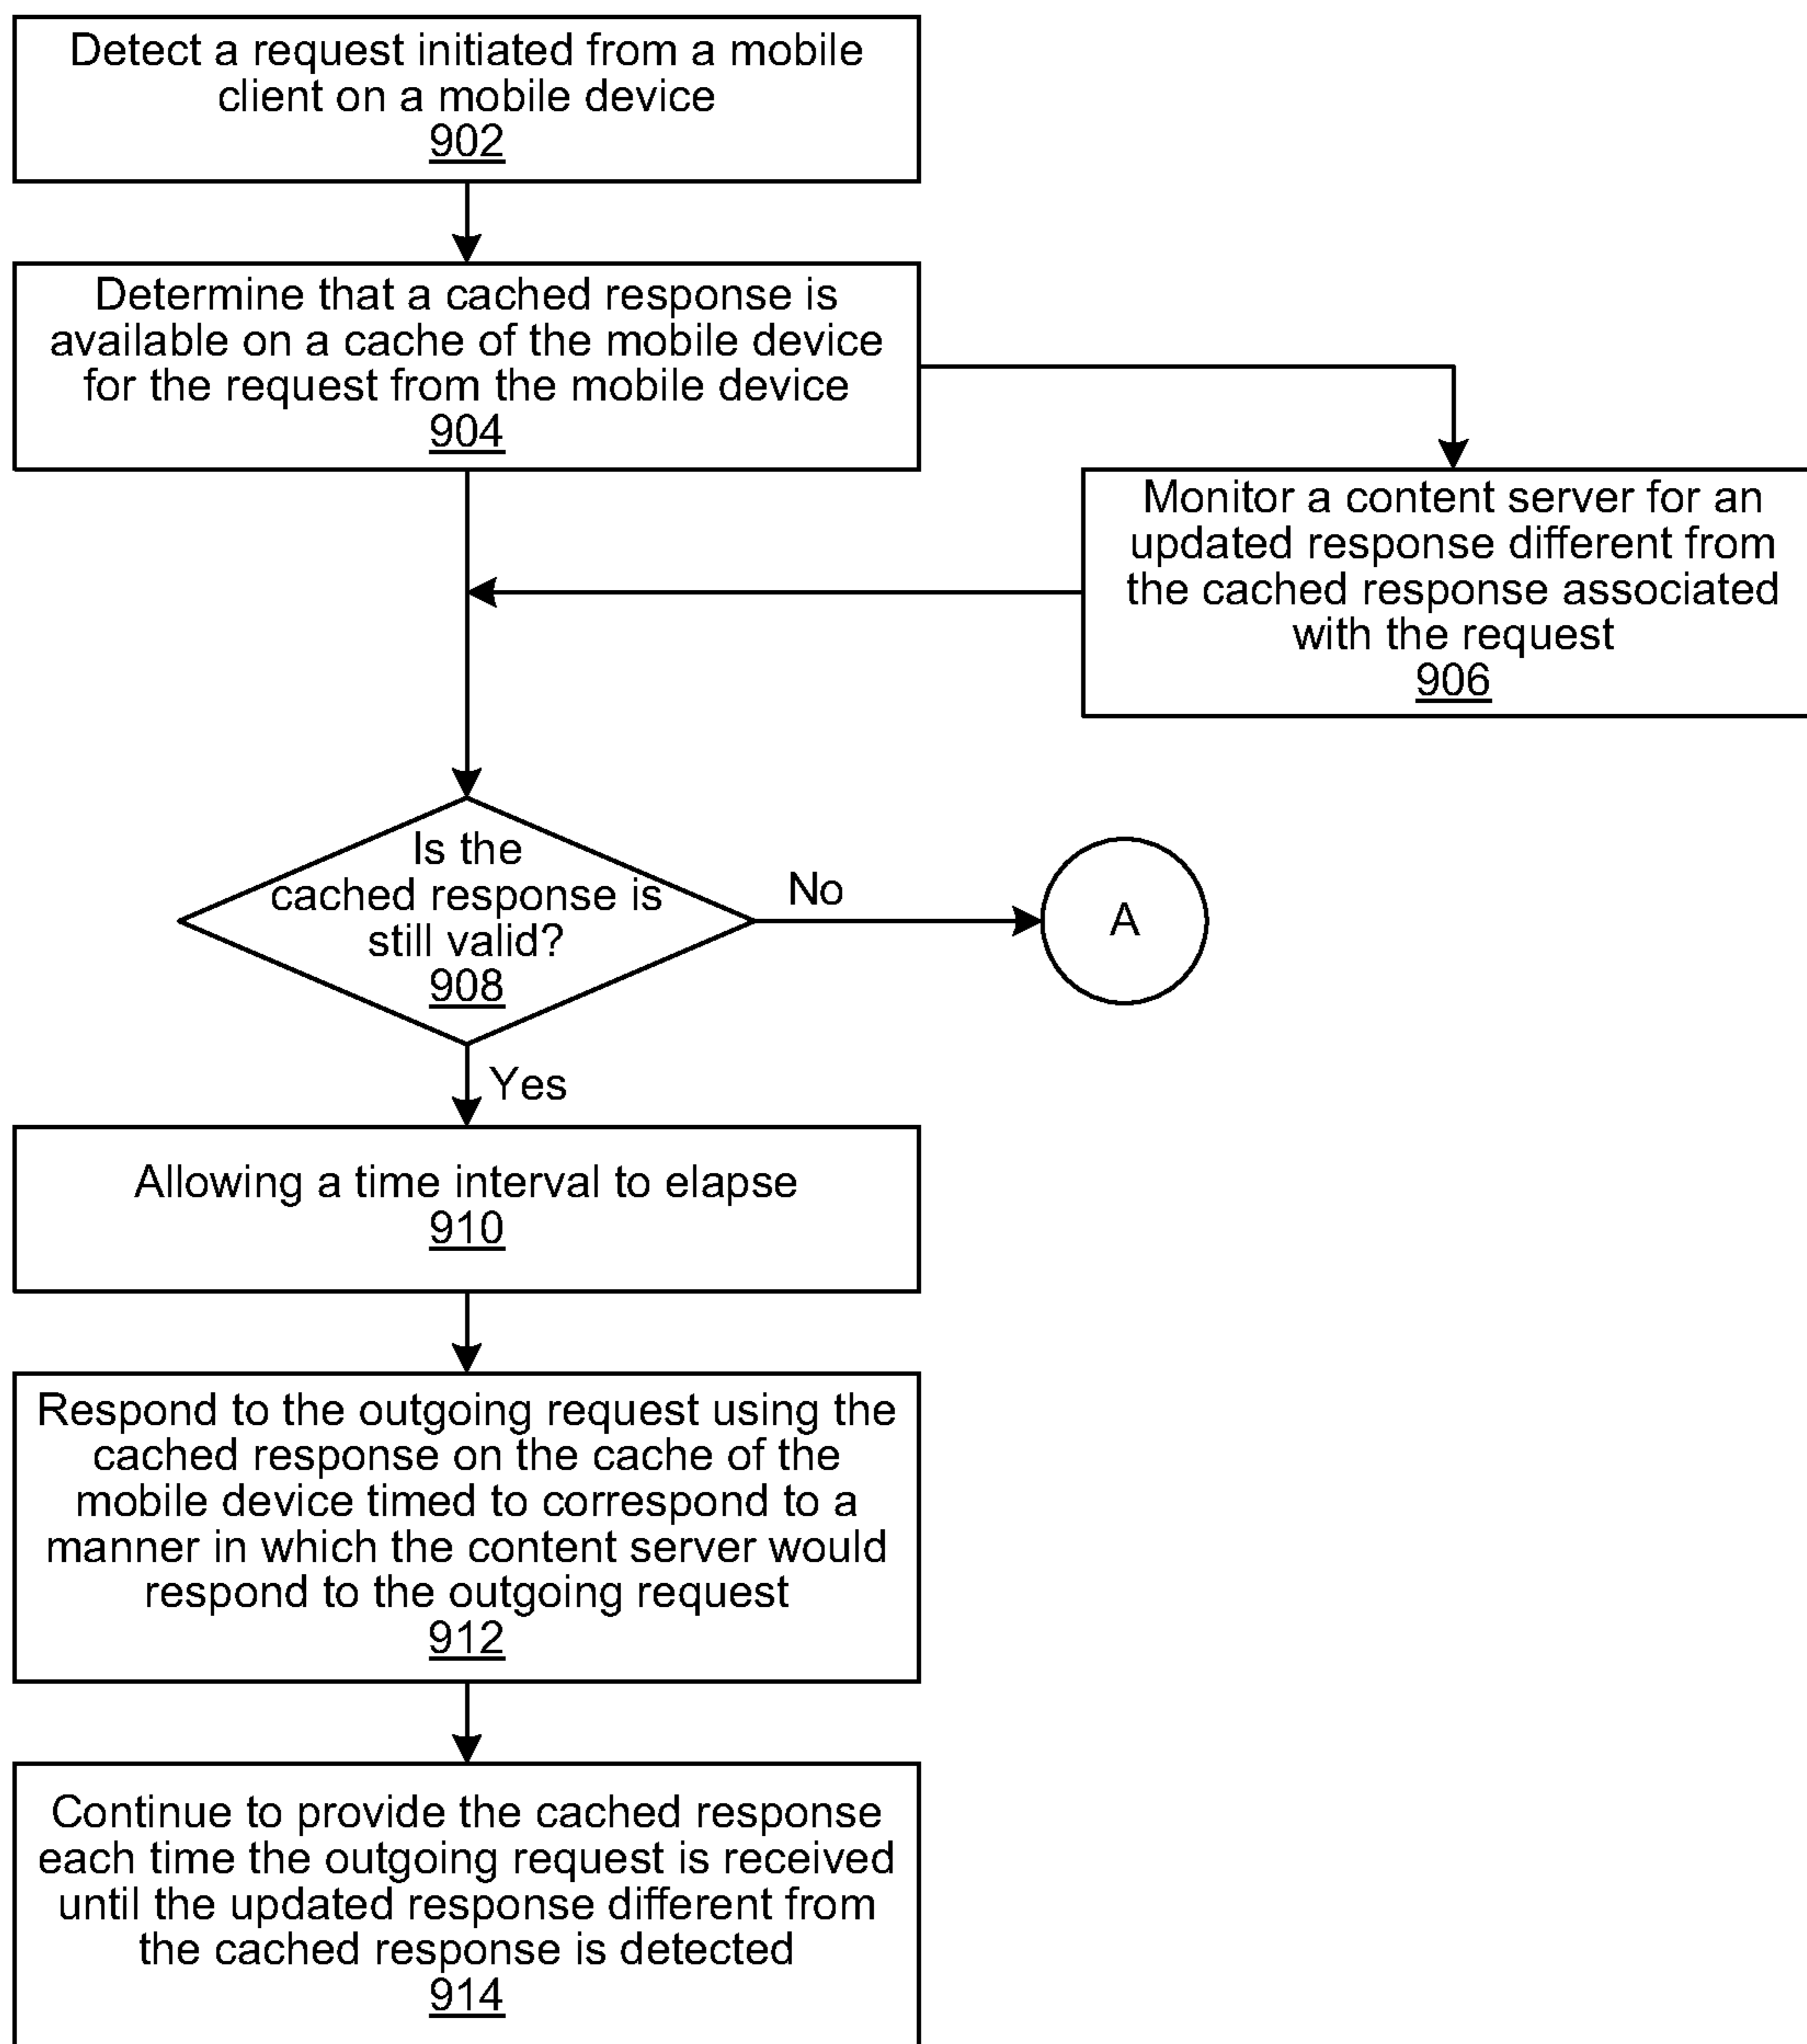 Detect a request initiated from a mobile
client on a mobile device
902
Determine that a cached response is
available on a cache of the mobile device
for the request from the mobile device
904
Monitor a content server for an
updated response different from
the cached response associated
with the request
906
Is the
cached response is
still valid?
908
No
A
Yes
Allowing a time interval to elapse
910
Respond to the outgoing request using the
cached response on the cache of the
mobile device timed to correspond to a
manner in which the content server would
respond to the outgoing request
912
Continue to provide the cached response
each time the outgoing request is received
until the updated response different from
the cached response is detected
914